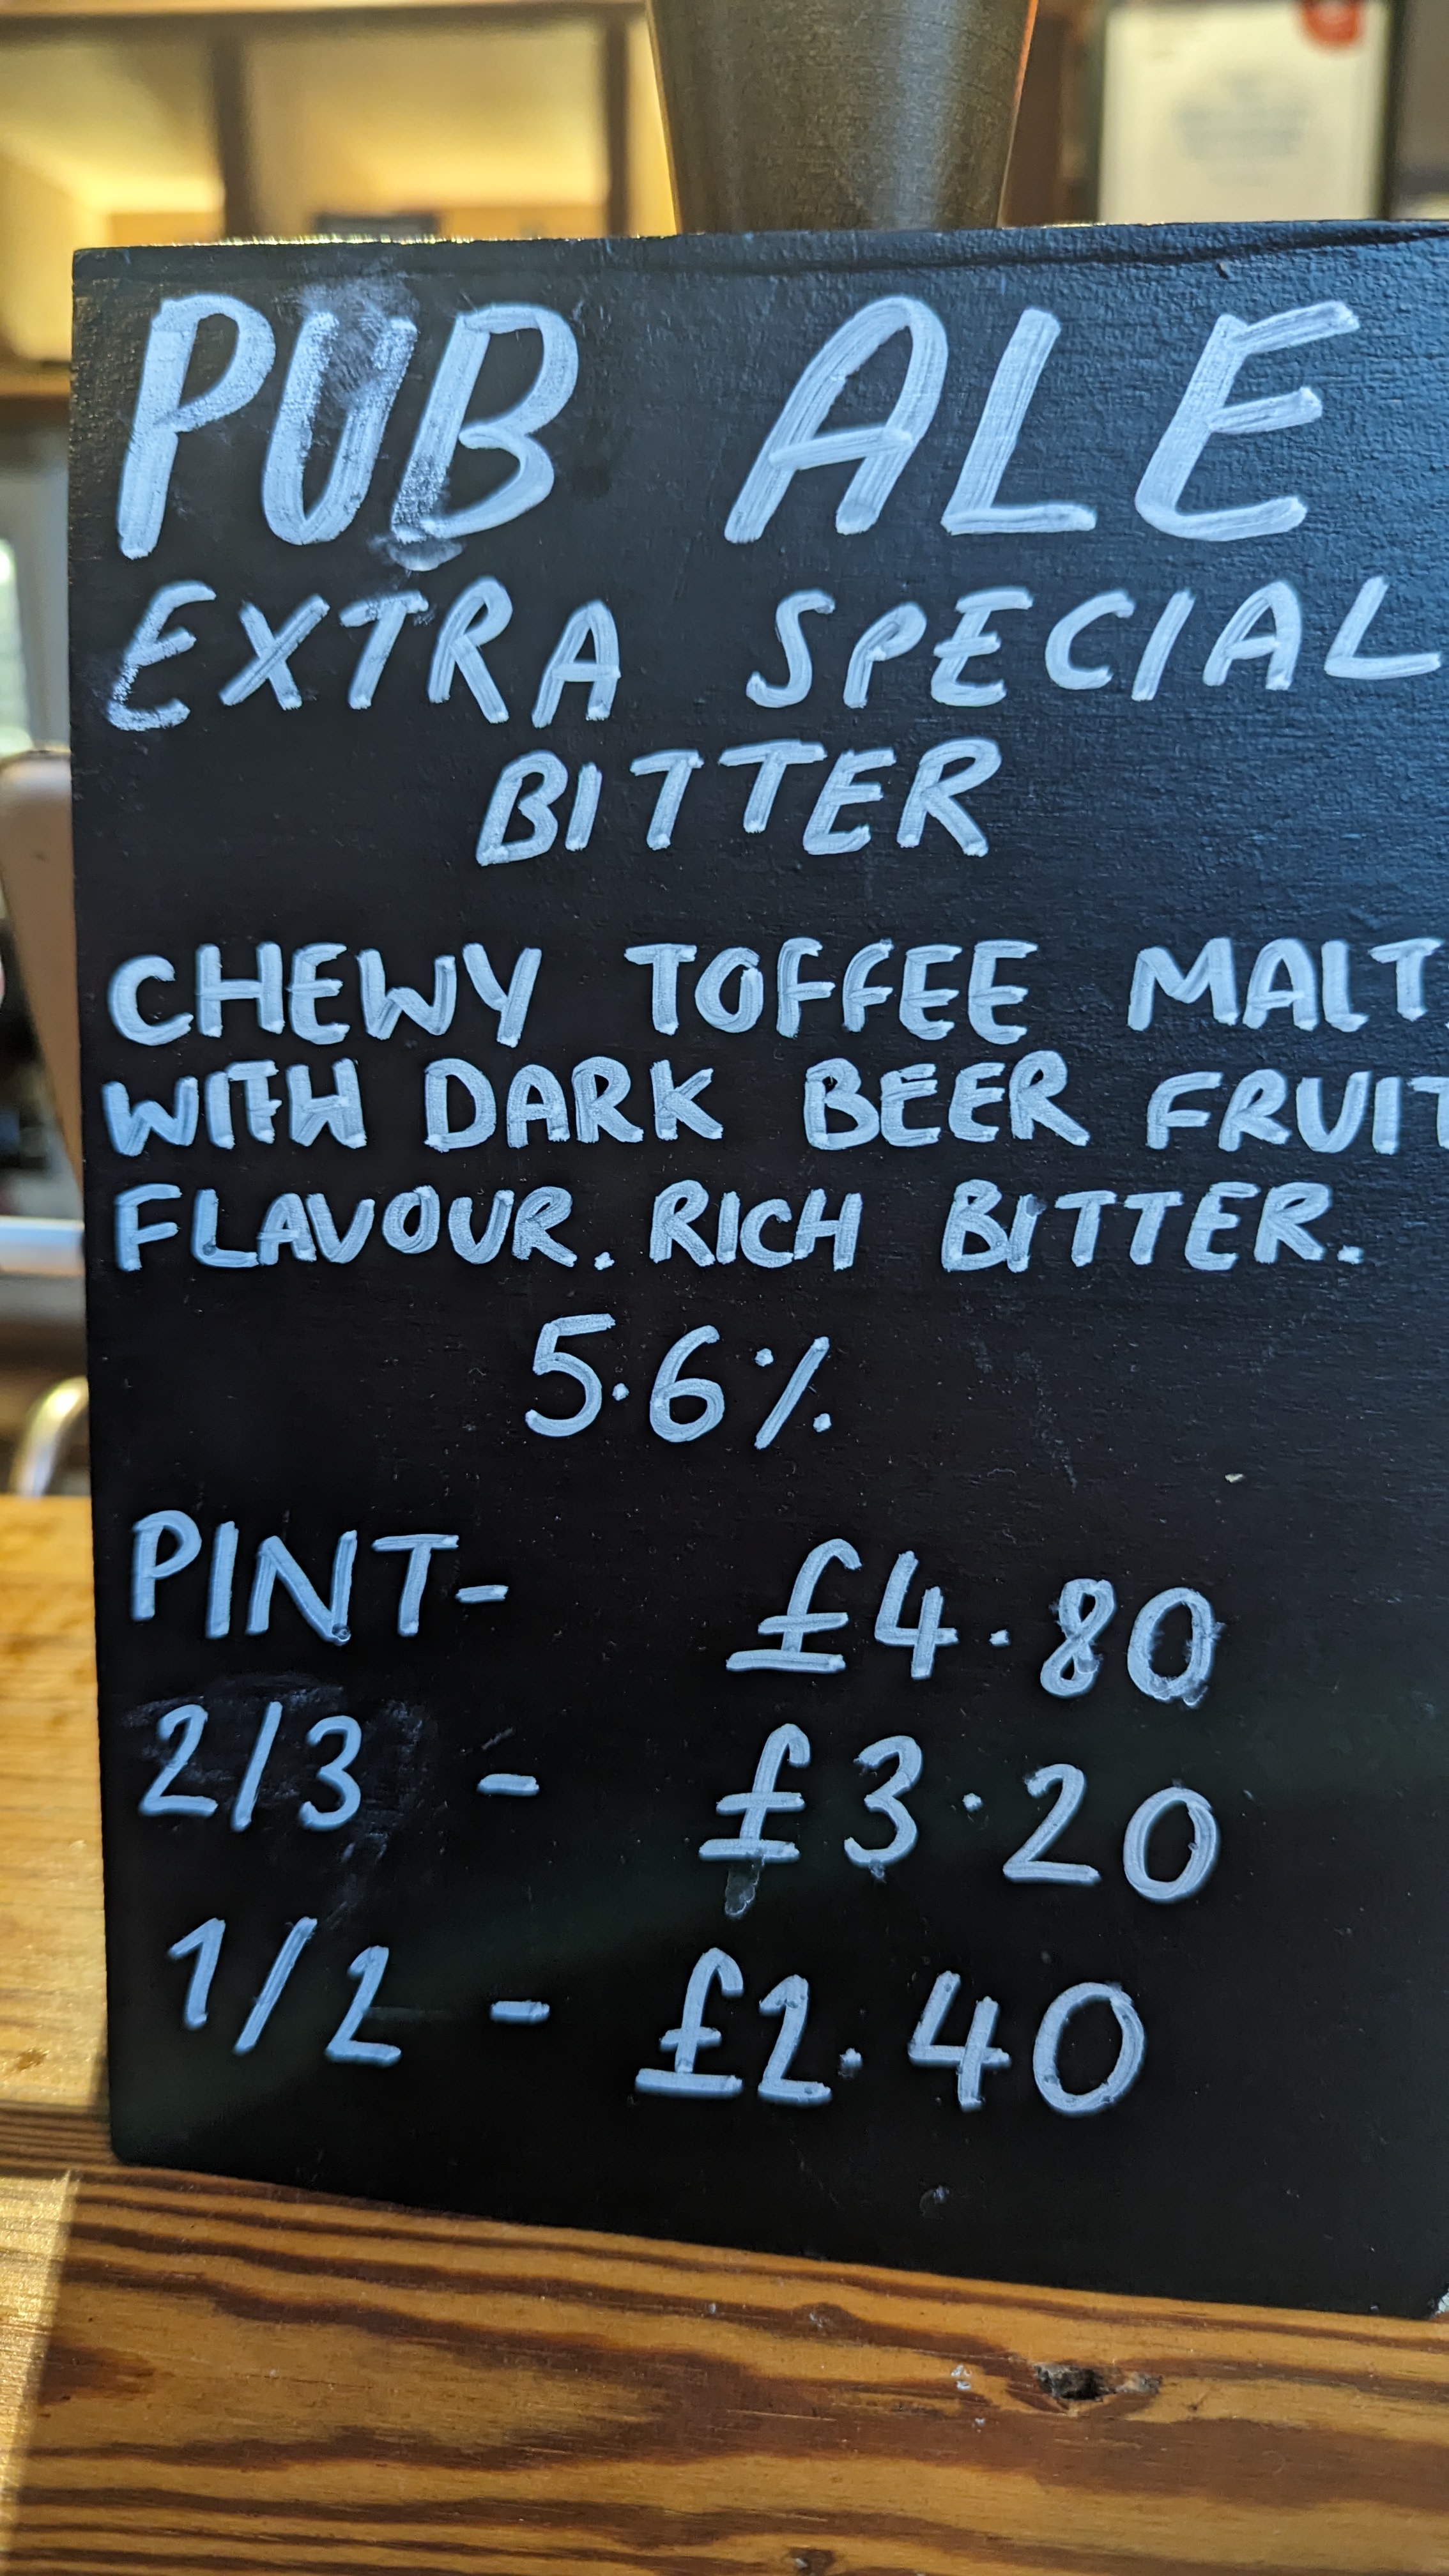 PUB ALE
EXTRA SPECIAL
BITTER
CHEWY TOFFEE MALT
WITH DARK BEER FRUIT
FLAVOUR. RICH BITTER.
5.6%
PINT- £4.80
2/3 - £3.20
1/2 - £2.40